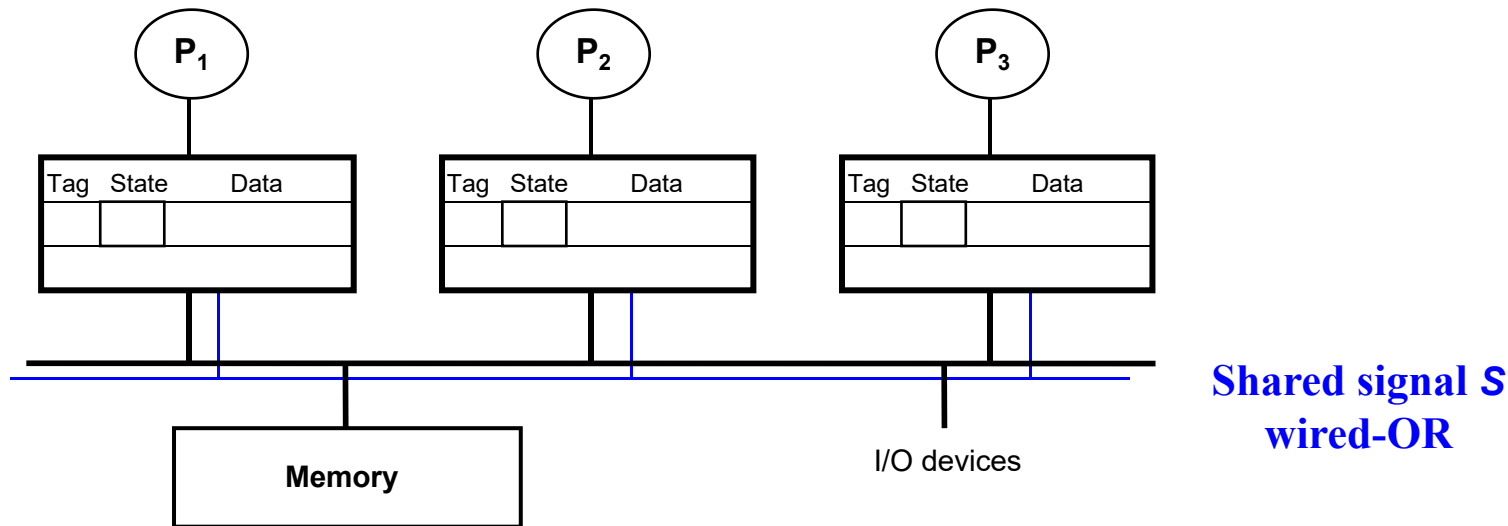 P₁ P₂ P₃
Tag State Data Tag State Data Tag State Data
Shared signal S
wired-OR
I/O devices
Memory